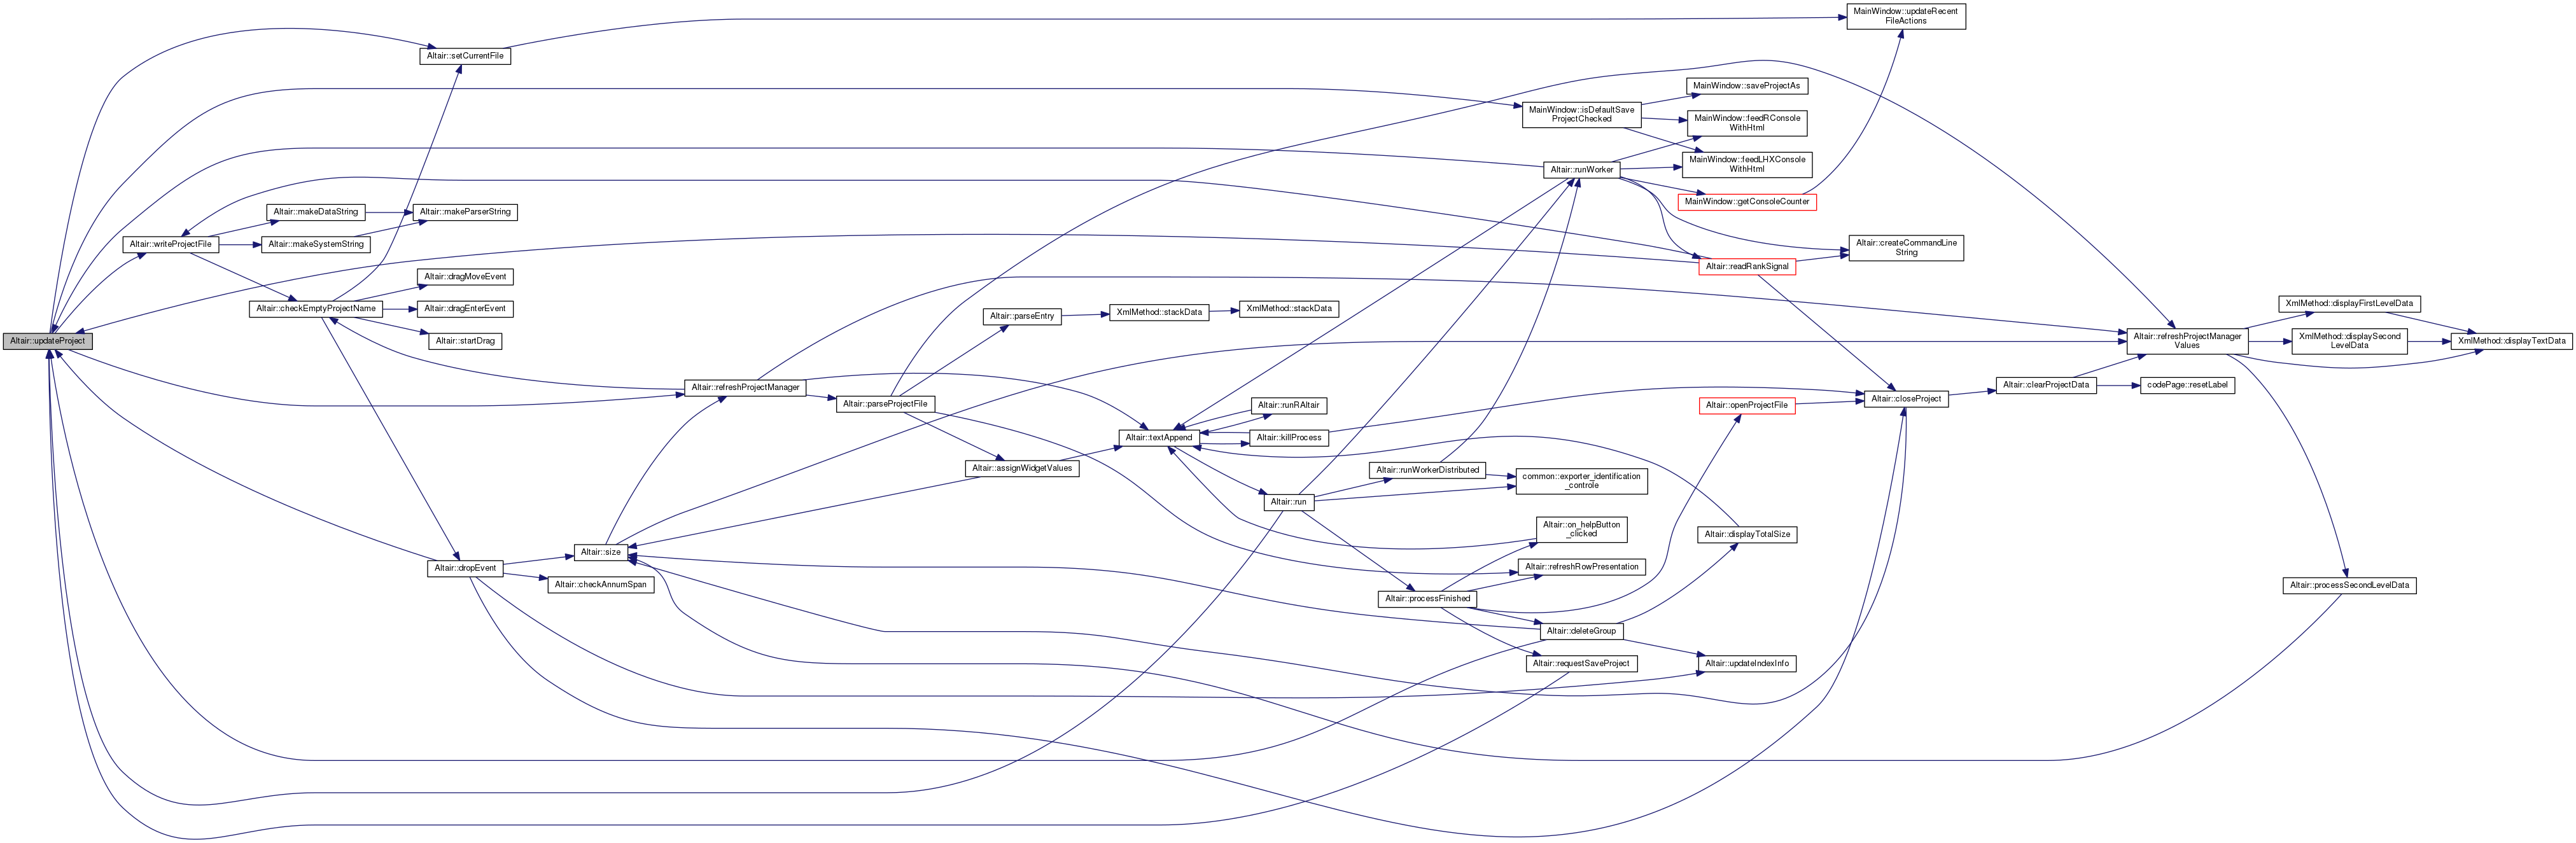 MainWindow::updateRecent
FileActions
Altair::setCurrentFile
MainWindow::saveProjectAs
MainWindow::isDefaultSave
ProjectChecked
MainWindow::feedRConsole
WithHtml
MainWindow::feedLHXConsole
WithHtml
Altair::runWorker
MainWindow::getConsoleCounter
Altair::makeDataString
Altair::makeParserString
Altair::writeProjectFile
Altair::makeSystemString
Altair::createCommandLine
String
Altair::readRankSignal
Altair::dragMoveEvent
Altair::checkEmptyProjectName
Altair::dragEnterEvent
Altair::startDrag
Altair::updateProject
Altair::parseEntry
XmlMethod::stackData
XmlMethod::stackData
XmlMethod::displayFirstLevelData
Altair::refreshProjectManager
Values
XmlMethod::displaySecond
LevelData
XmlMethod::displayTextData
Altair::refreshProjectManager
Altair::parseProjectFile
Altair::clearProjectData
codePage::resetLabel
Altair::closeProject
Altair::openProjectFile
Altair::runRAltair
Altair::textAppend
Altair::killProcess
Altair::assignWidgetValues
Altair::runWorkerDistributed
common::exporter_identification
_controle
Altair::run
Altair::on_helpButton
_clicked
Altair::displayTotalSize
Altair::size
Altair::dropEvent
Altair::checkAnnumSpan
Altair::refreshRowPresentation
Altair::processSecondLevelData
Altair::processFinished
Altair::deleteGroup
Altair::requestSaveProject
Altair::updateIndexInfo